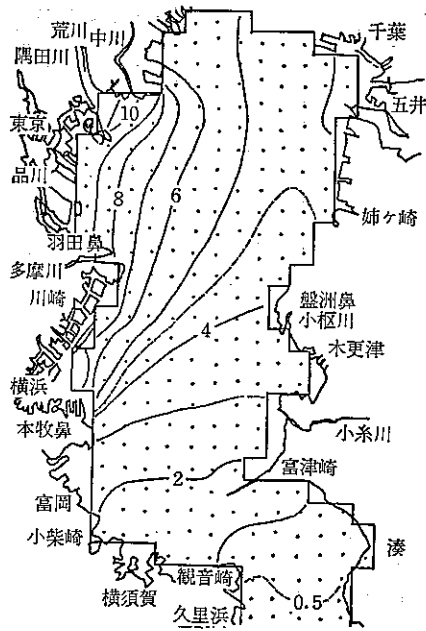 荒川
中川
隅田川
東京
品川
羽田鼻
多摩川
川崎
横浜
本牧鼻
富岡
小柴崎
横須賀
観音崎
久里浜
千葉
五井
姉ヶ崎
盤洲鼻
小枢川
木更津
小糸川
富津崎
湊
10
8
6
4
2
0.5